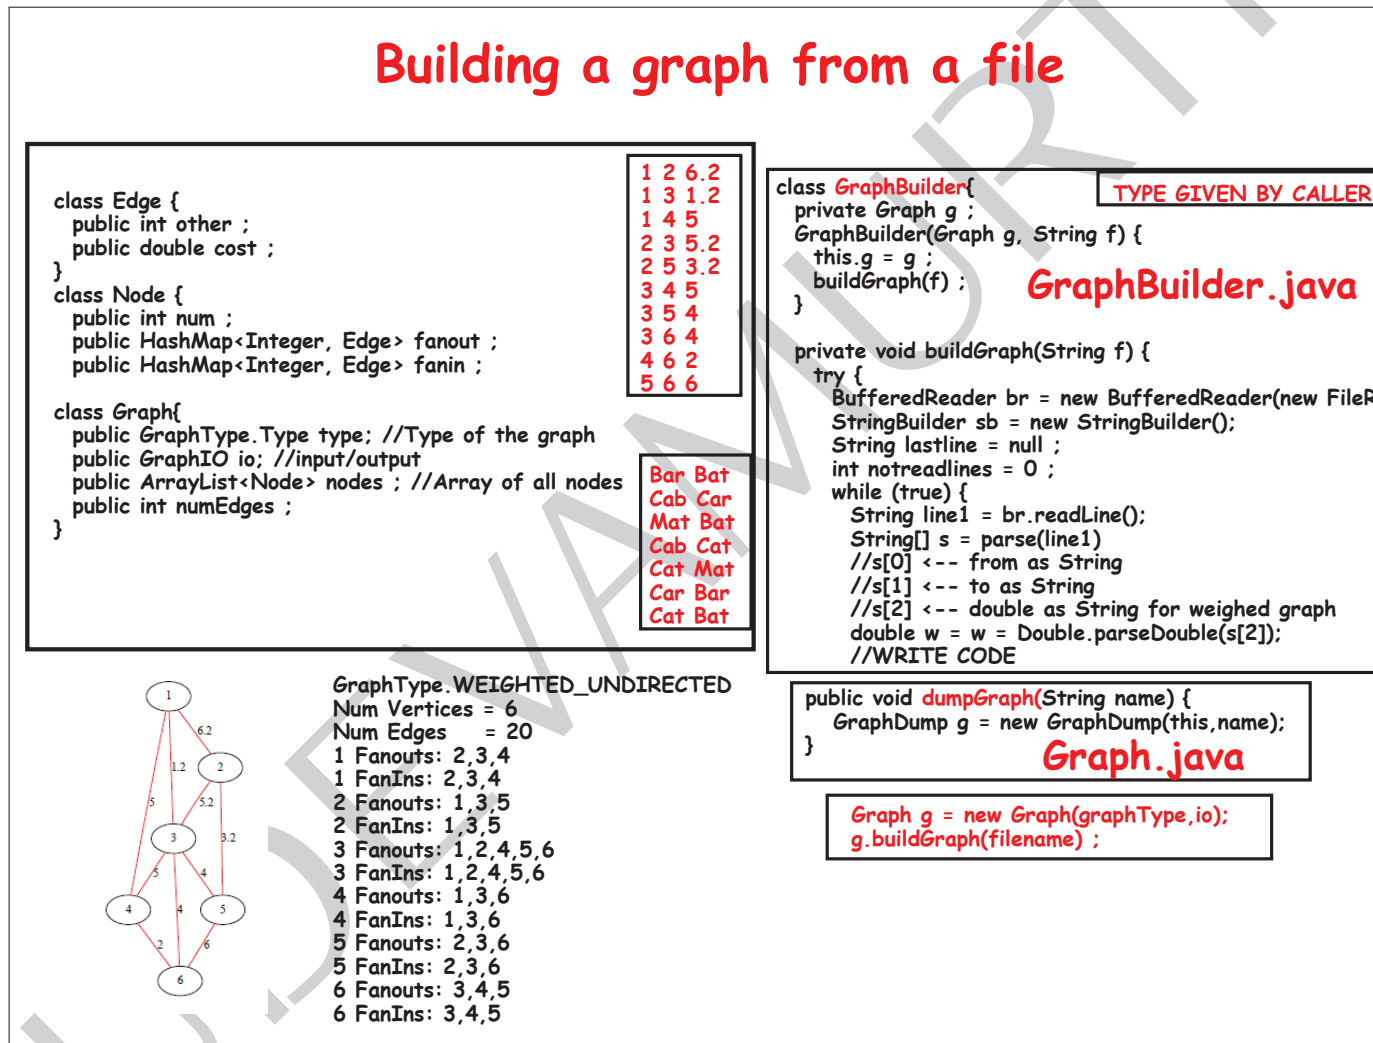 Building a graph from a file
class Edge {
public int other ;
public double cost ;
}
class Node {
public int num ;
public HashMap<Integer, Edge> fanout ;
public HashMap<Integer, Edge> fanin ;
class Graph{
public GraphType.Type type; //Type of the graph
public GraphIO io; //input/output
public ArrayList<Node> nodes ; //Array of all nodes
public int numEdges ;
}
1 2 6.2
1 3 1.2
1 4 5
2 3 5.2
2 5 3.2
3 4 5
3 5 4
3 6 4
4 6 2
5 6 6
Bar Bat
Cab Car
Mat Bat
Cab Cat
Cat Mat
Car Bar
Cat Bat
class GraphBuilder{
TYPE GIVEN BY CALLER
private Graph g ;
GraphBuilder(Graph g, String f) {
this.g = g ;
buildGraph(f) ;
}
GraphBuilder.java
private void buildGraph(String f) {
try {
BufferedReader br = new BufferedReader(new FileR
StringBuilder sb = new StringBuilder();
String lastline = null ;
int notreadlines = 0 ;
while (true) {
String line1 = br.readLine();
String[] s = parse(line1)
//s[0] <-- from as String
//s[1] <-- to as String
//s[2] <-- double as String for weighed graph
double w = w = Double.parseDouble(s[2]);
//WRITE CODE
public void dumpGraph(String name) {
GraphDump g = new GraphDump(this,name);
}
Graph.java
Graph g = new Graph(graphType,io);
g.buildGraph(filename) ;
1
6.2
1.2
2
5
5.2
3
3.2
5
4
4
4
5
2
6
6
GraphType.WEIGHTED_UNDIRECTED
Num Vertices = 6
Num Edges = 20
1 Fanouts: 2,3,4
1 FanIns: 2,3,4
2 Fanouts: 1,3,5
2 FanIns: 1,3,5
3 Fanouts: 1,2,4,5,6
3 FanIns: 1,2,4,5,6
4 Fanouts: 1,3,6
4 FanIns: 1,3,6
5 Fanouts: 2,3,6
5 FanIns: 2,3,6
6 Fanouts: 3,4,5
6 FanIns: 3,4,5